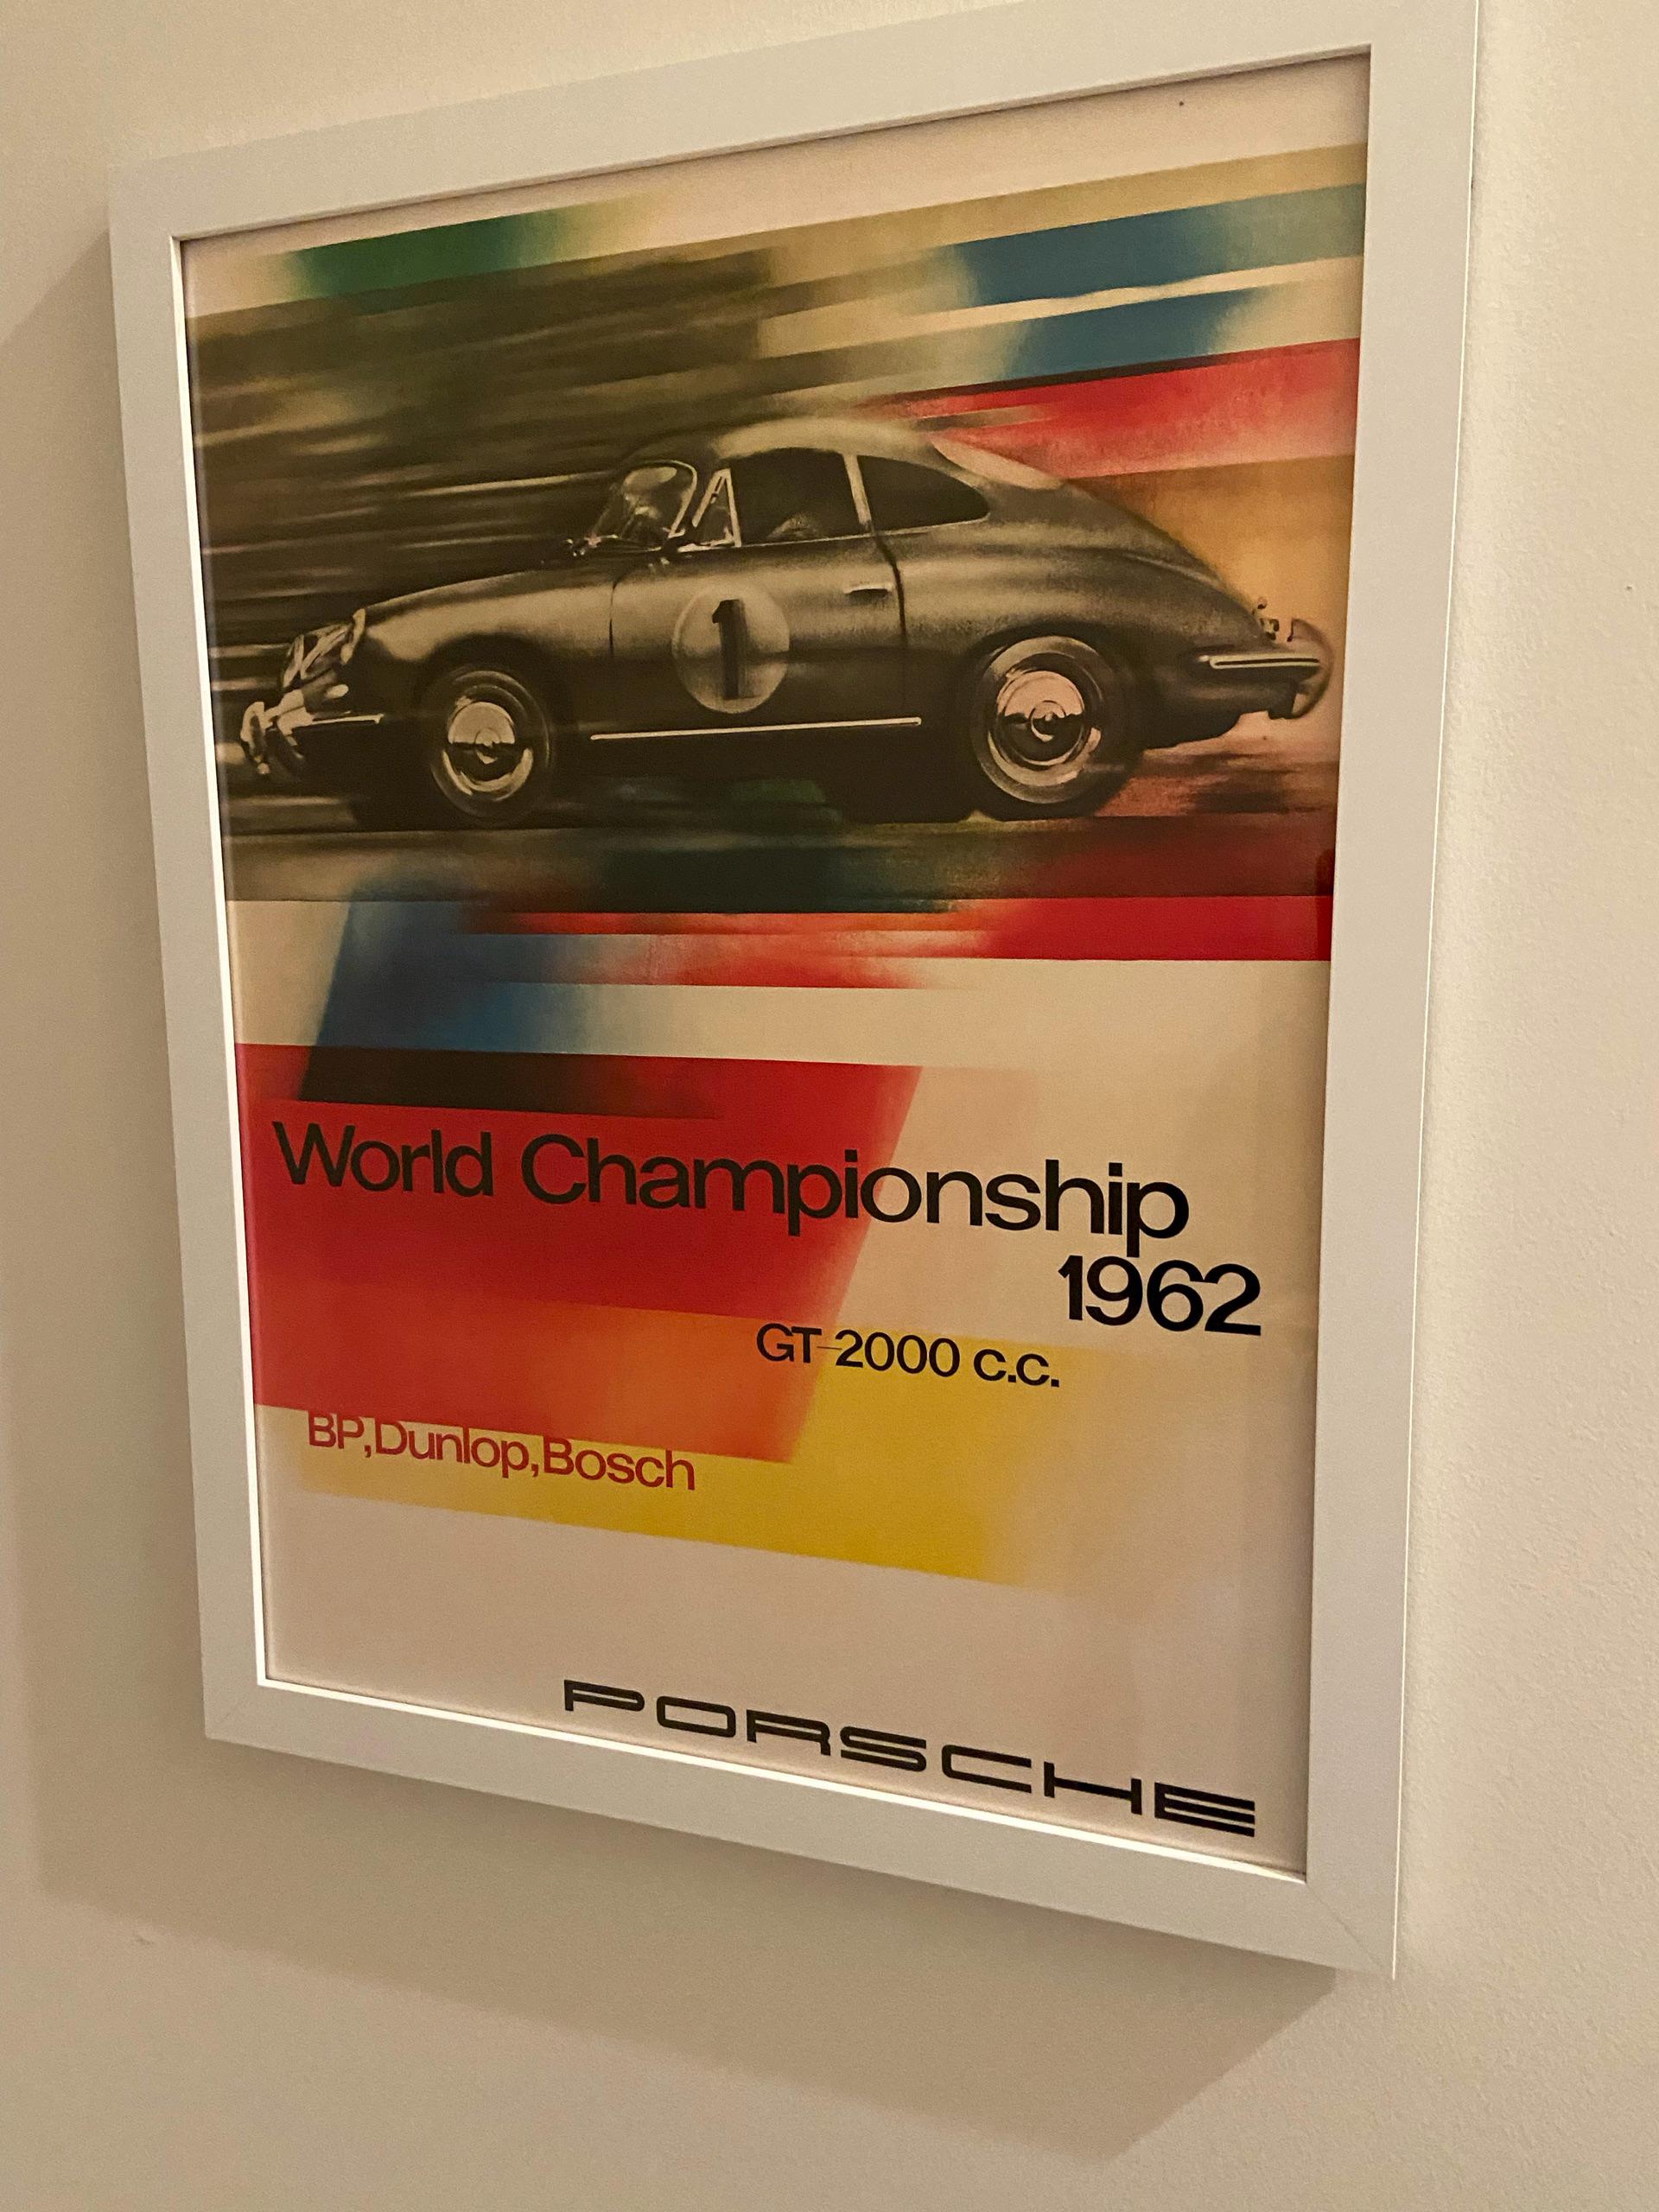 1
World Championship
1962
GT-2000 c.c.
BP,Dunlop,Bosch
PORSCHE